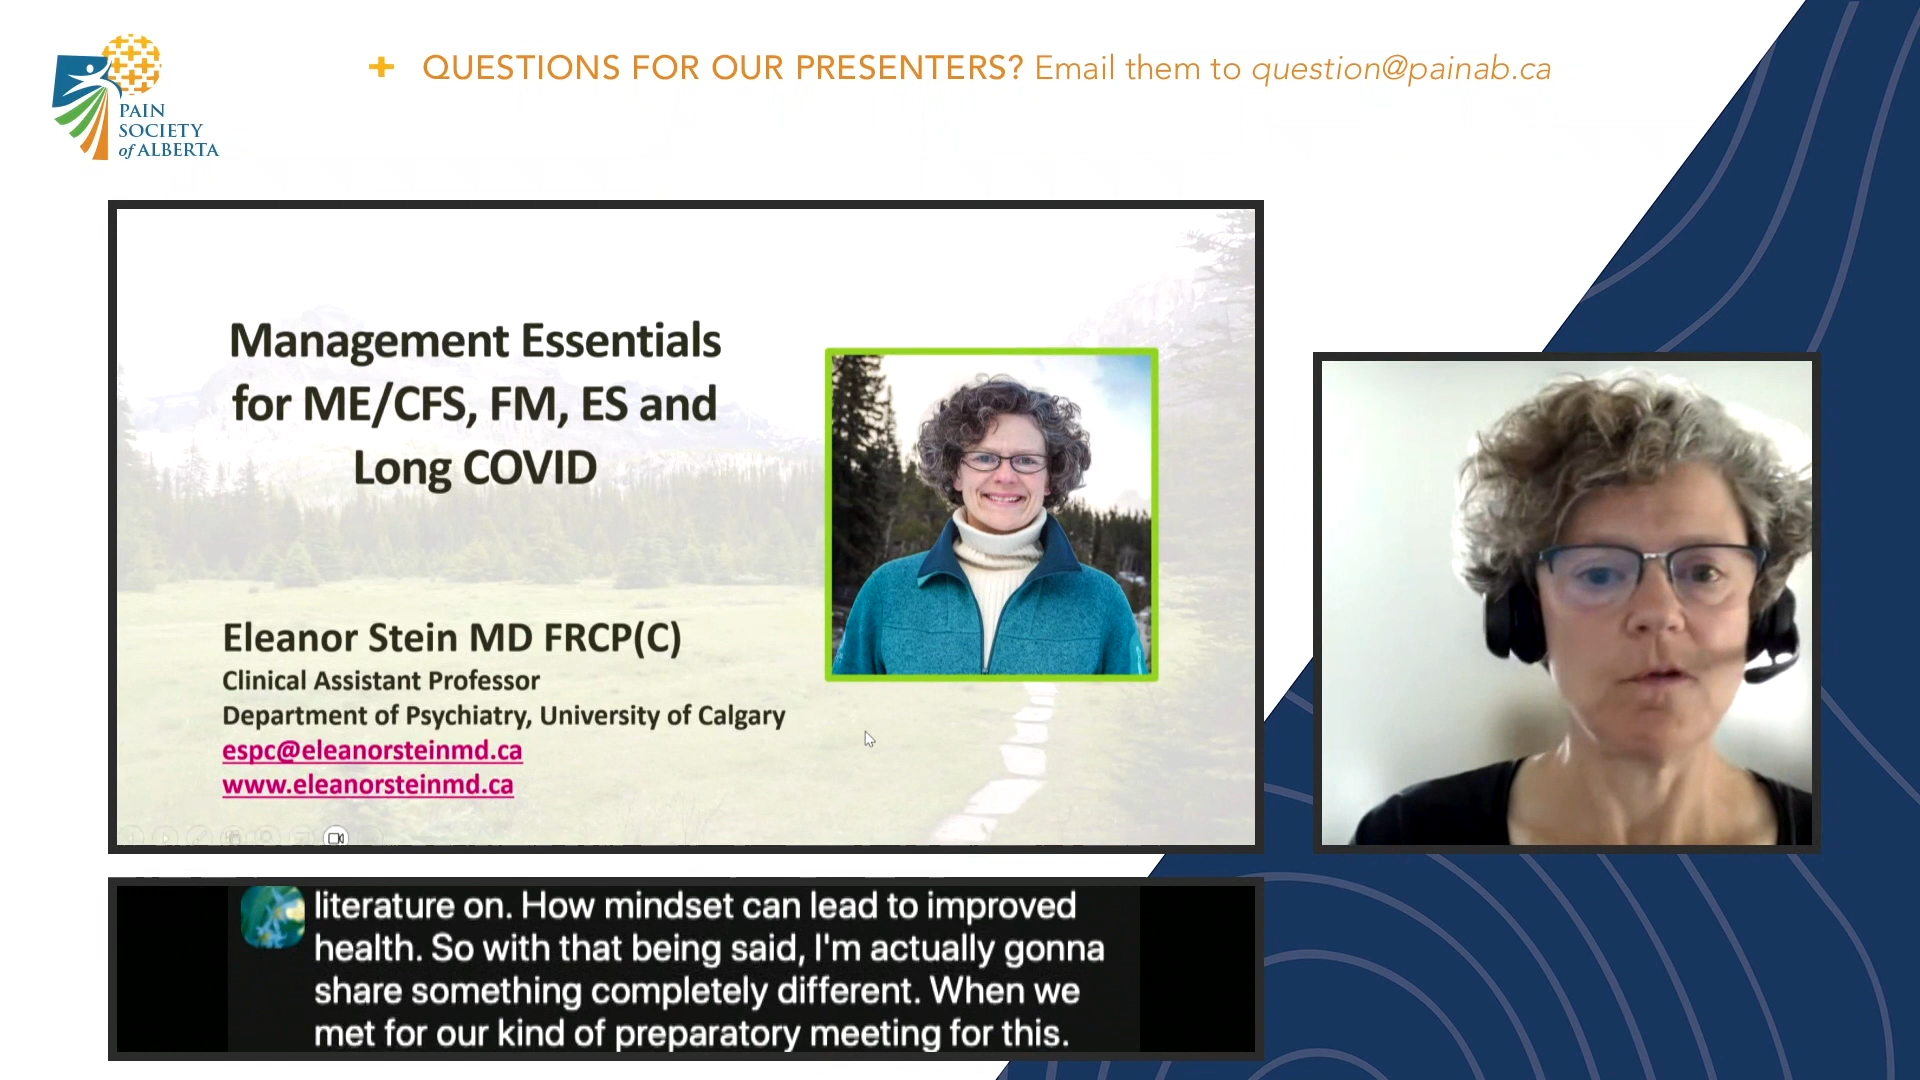 PAIN
SOCIETY
of ALBERTA
QUESTIONS FOR OUR PRESENTERS? Email them to question@painab.ca
Management Essentials
for ME/CFS, FM, ES and
Long COVID
Eleanor Stein MD FRCP(C)
Clinical Assistant Professor
Department of Psychiatry, University of Calgary
espc@eleanorsteinmd.ca
www.eleanorsteinmd.ca
literature on. How mindset can lead to improved
health. So with that being said, I'm actually gonna
share something completely different. When we
met for our kind of preparatory meeting for this.